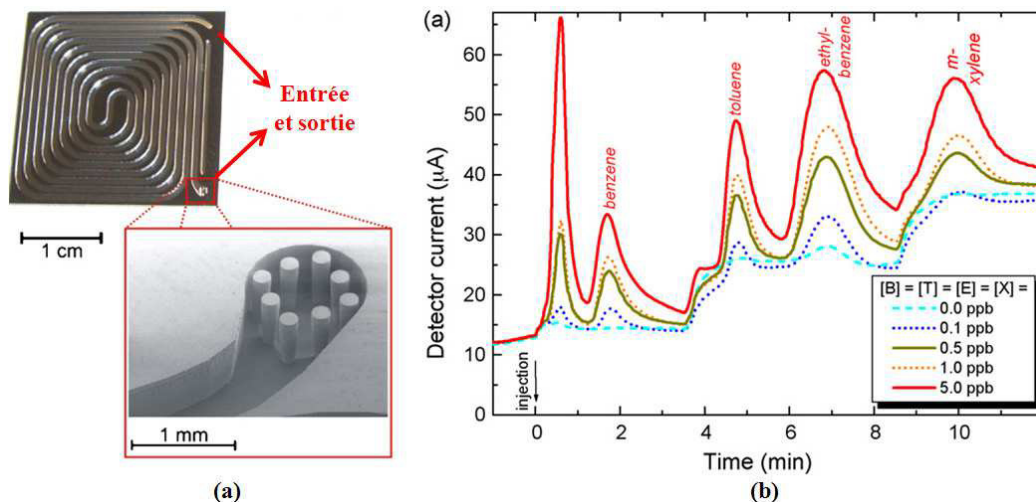 Entrée
et sortie
1 cm
1 mm
(a)
(a)
Detector current (µA)
60
50
40
30
20
10
0
injection
benzene
toluene
ethyl-
benzene
m-
xylene
[B] = [T] = [E] = [X] =
0.0 ppb
0.1 ppb
0.5 ppb
1.0 ppb
5.0 ppb
0
2
4
6
8
10
Time (min)
(b)